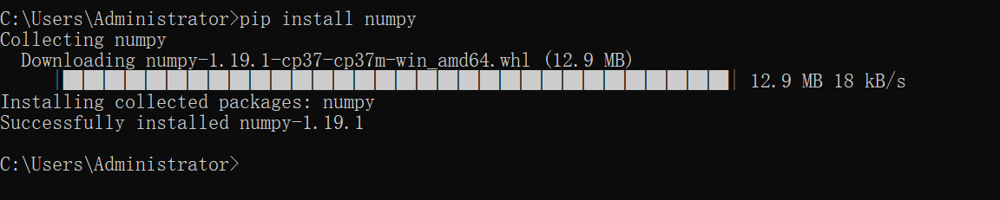 C:\Users\Administrator>pip install numpy
Collecting numpy
Downloading numpy-1.19.1-cp37-cp37m-win_amd64.whl (12.9 MB)
12.9 MB 18 kB/s
Installing collected packages: numpy
Successfully installed numpy-1.19.1
C:\Users\Administrator>